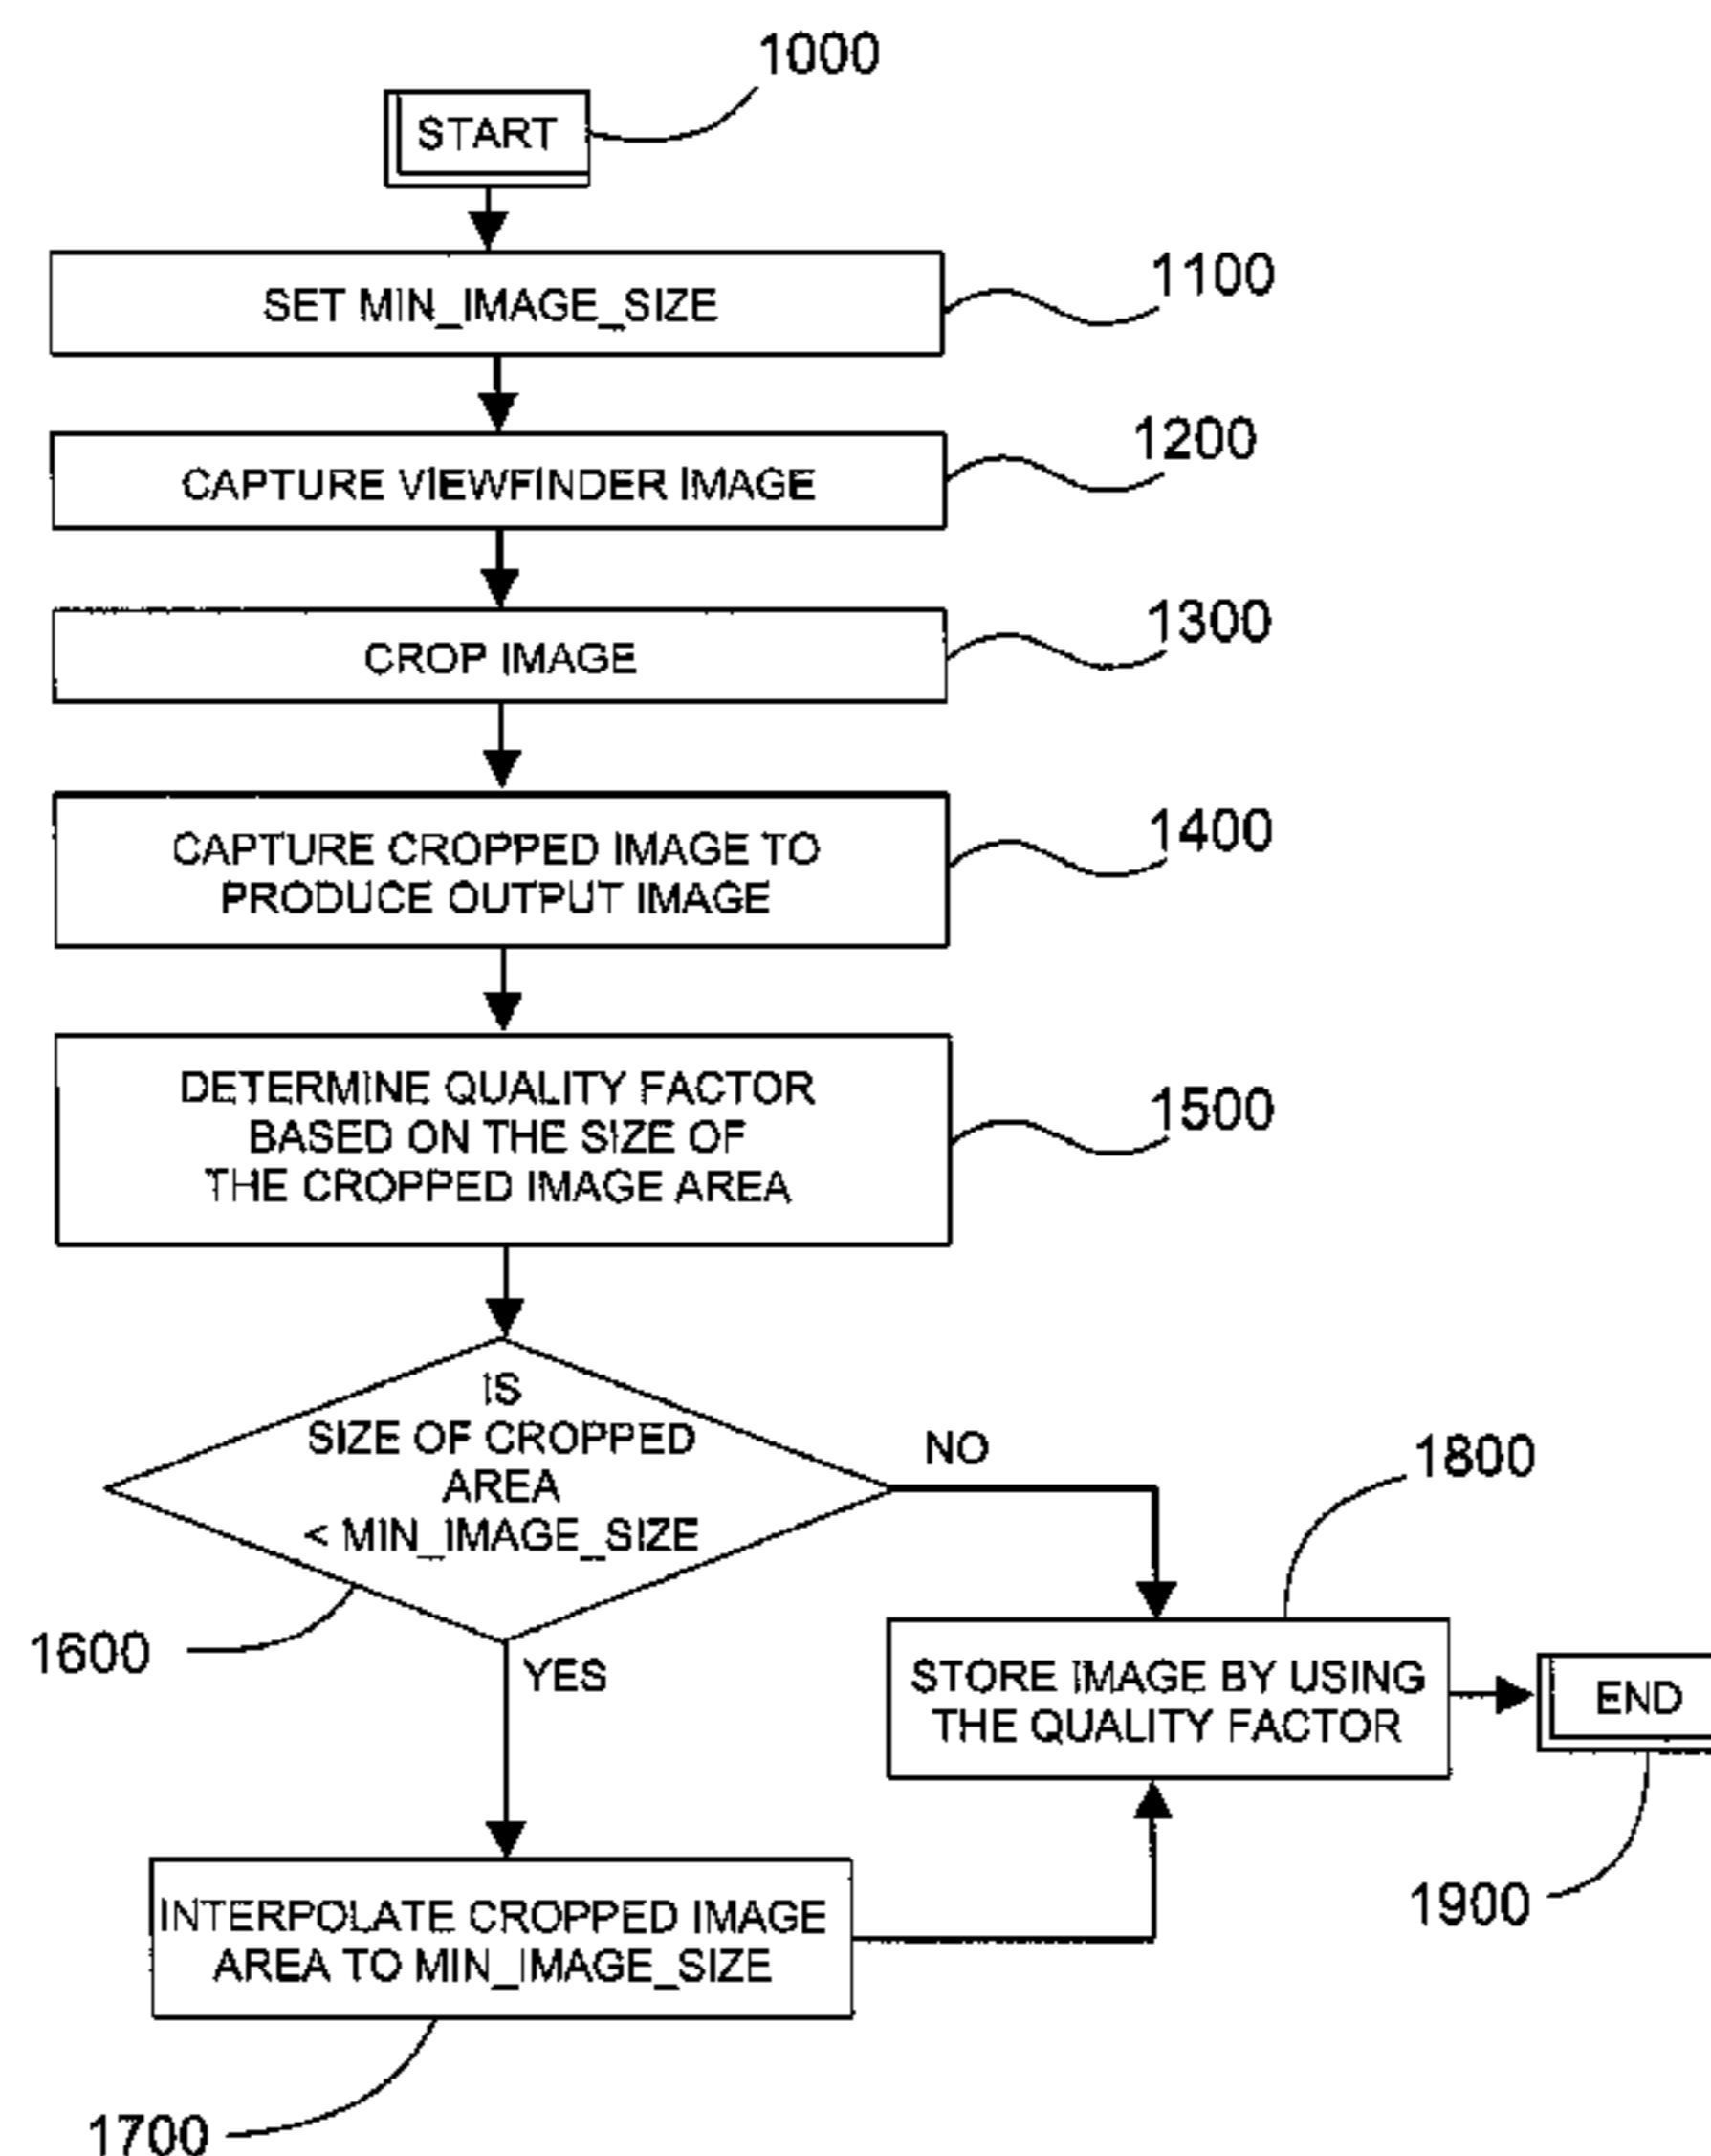 1000
START
SET MIN_IMAGE_SIZE
1100
CAPTURE VIEWFINDER IMAGE
1200
CROP IMAGE
1300
CAPTURE CROPPED IMAGE TO
PRODUCE OUTPUT IMAGE
1400
DETERMINE QUALITY FACTOR
BASED ON THE SIZE OF
THE CROPPED IMAGE AREA
1500
IS
SIZE OF CROPPED
AREA
< MIN_IMAGE_SIZE
1600
NO
YES
1800
STORE IMAGE BY USING
THE QUALITY FACTOR
END
1900
INTERPOLATE CROPPED IMAGE
AREA TO MIN_IMAGE_SIZE
1700